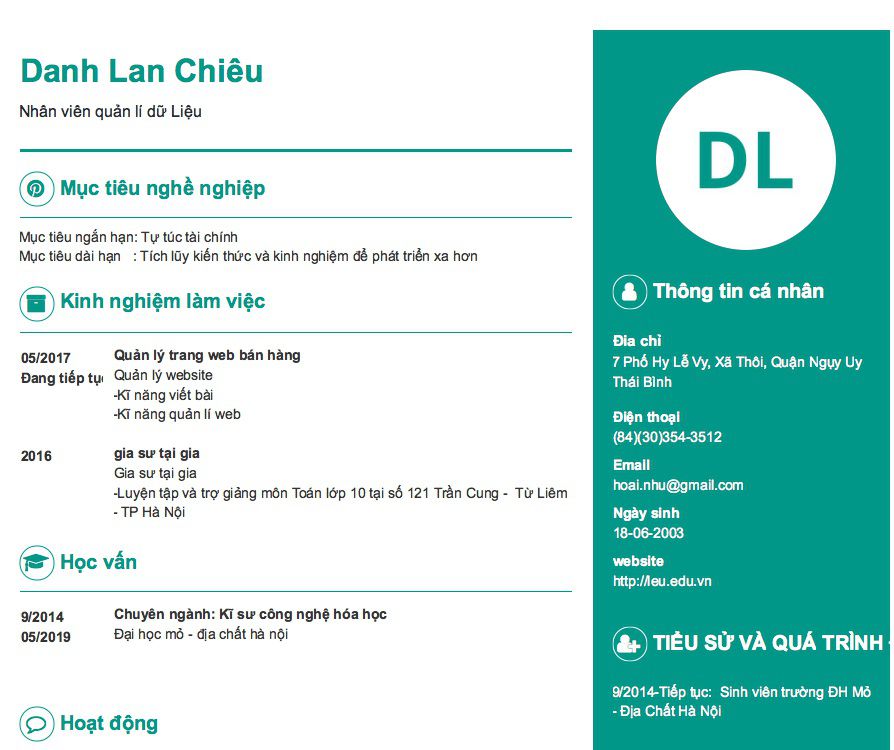 Danh Lan Chiêu
Nhân viên quản lí dữ Liệu
Mục tiêu nghề nghiệp
Mục tiêu ngắn hạn: Tự túc tài chính
Mục tiêu dài hạn : Tích lũy kiến thức và kinh nghiệm để phát triển xa hơn
Kinh nghiệm làm việc
05/2017
Đang tiếp tục
Quản lý trang web bán hàng
Quản lý website
-Kĩ năng viết bài
-Kĩ năng quản lí web
2016
gia sư tại gia
Gia sư tại gia
-Luyện tập và trợ giảng môn Toán lớp 10 tại số 121 Trần Cung - Từ Liêm
- TP Hà Nội
Học vấn
9/2014
05/2019
Chuyên ngành: Kĩ sư công nghệ hóa học
Đại học mỏ - địa chất hà nội
Hoạt động
DL
Thông tin cá nhân
Địa chỉ
7 Phố Hy Lễ Vy, Xã Thôi, Quận Ngụy Uy
Thái Bình
Điện thoại
(84)(30)354-3512
Email
hoai.nhu@gmail.com
Ngày sinh
18-06-2003
website
http://leu.edu.vn
TIỂU SỬ VÀ QUÁ TRÌNH
9/2014-Tiếp tục: Sinh viên trường ĐH Mỏ
- Địa Chất Hà Nội